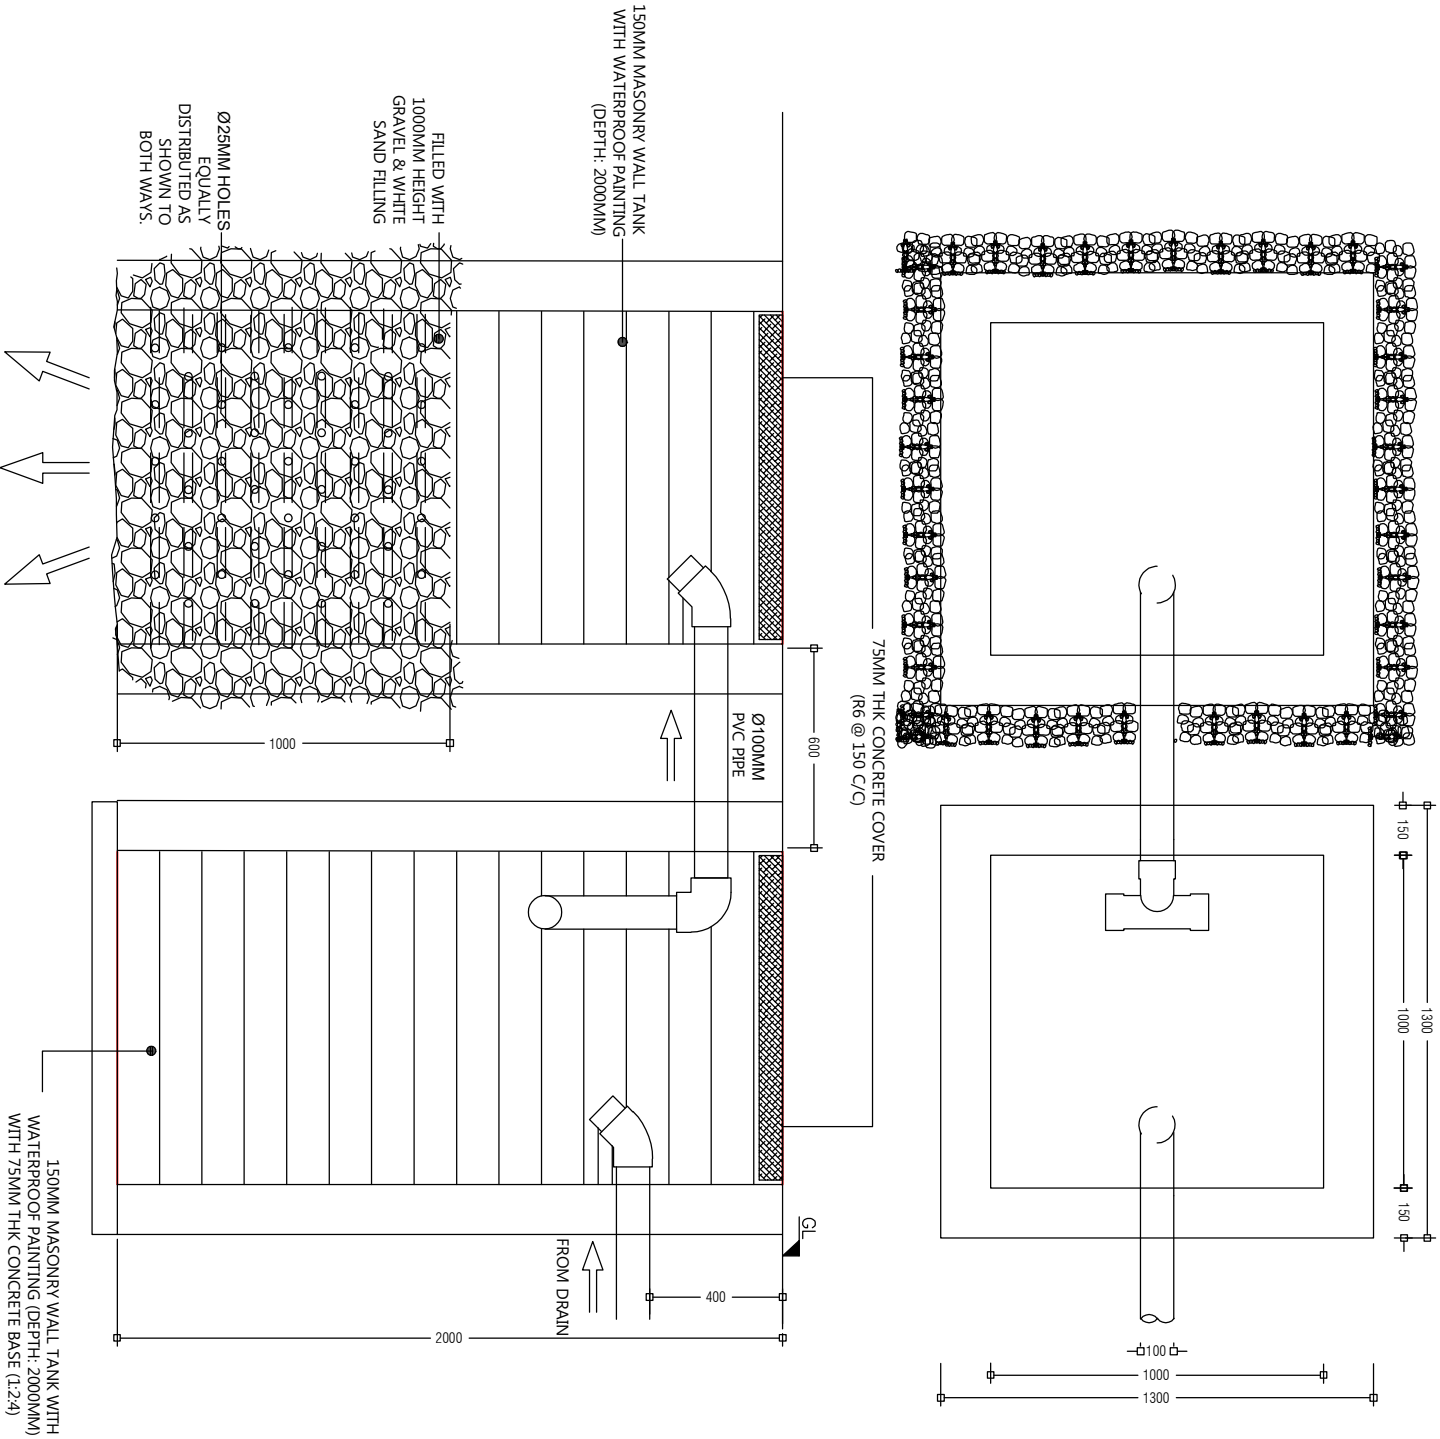 150MM MASONRY WALL TANK
WITH WATERPROOF PAINTING
(DEPTH: 2000MM)
FILLED WITH
1000MM HEIGHT
GRAVEL & WHITE
SAND FILLING
Ø25MM HOLES
EQUALLY
DISTRIBUTED AS
SHOWN TO
BOTH WAYS.
75MM THK CONCRETE COVER
(R6 @ 150 C/C)
600
Ø100MM
PVC PIPE
1000
GL
FROM DRAIN
400
2000
150MM MASONRY WALL TANK WITH
WATERPROOF PAINTING (DEPTH: 2000MM)
WITH 75MM THK CONCRETE BASE (1:2:4)
1300
150
1000
150
100
1000
1300